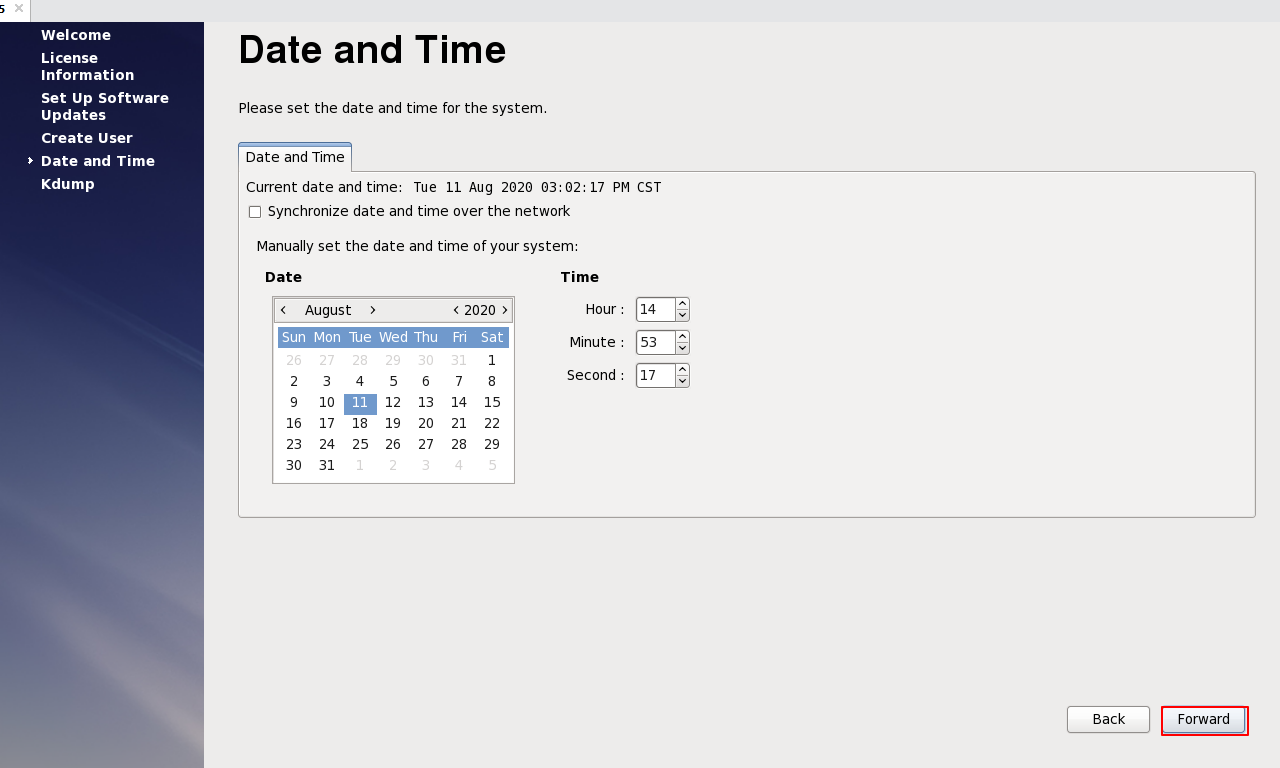 5 ×
Welcome
License
Information
Set Up Software
Updates
Create User
Date and Time
Kdump
Date and Time
Please set the date and time for the system.
Date and Time
Current date and time: Tue 11 Aug 2020 03:02:17 PM CST
Synchronize date and time over the network
Manually set the date and time of your system:
Date
< August > < 2020 >
Sun Mon Tue Wed Thu Fri Sat
26 27 28 29 30 31 1
2 3 4 5 6 7 8
9 10 11 12 13 14 15
16 17 18 19 20 21 22
23 24 25 26 27 28 29
30 31 1 2 3 4 5
Time
Hour : 14
Minute : 53
Second : 17
Back Forward